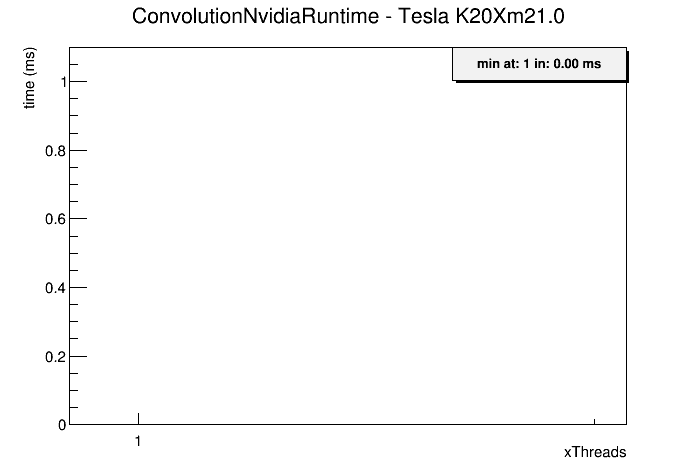 ConvolutionNvidiaRuntime - Tesla K20Xm21.0
time (ms)
min at: 1 in: 0.00 ms
1
0.8
0.6
0.4
0.2
0
1
xThreads